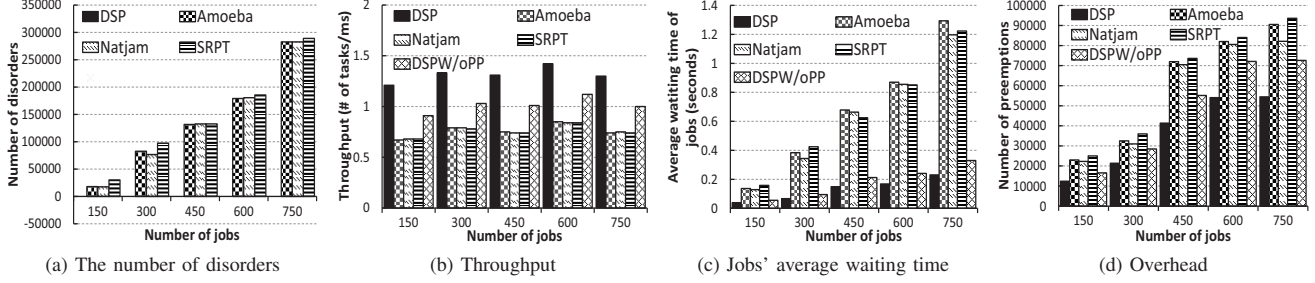 Number of disorders
350000
300000
250000
200000
150000
100000
50000
0
-50000
DSP
Amoeba
Natjam
SRPT
150 300 450 600 750
Number of jobs
(a) The number of disorders
Throughput (# of tasks/ms)
2
1.5
1
0.5
0
DSP
Amoeba
Natjam
SRPT
DSPW/oPP
150 300 450 600 750
Number of jobs
(b) Throughput
Average watiting time of
jobs (seconds)
1.4
1.2
1
0.8
0.6
0.4
0.2
0
DSP
Amoeba
Natjam
SRPT
DSPW/oPP
150 300 450 600 750
Number of jobs
(c) Jobs' average waiting time
Number of preemptions
100000
90000
80000
70000
60000
50000
40000
30000
20000
10000
0
DSP
Amoeba
Natjam
SRPT
DSPW/oPP
150 300 450 600 750
Number of jobs
(d) Overhead